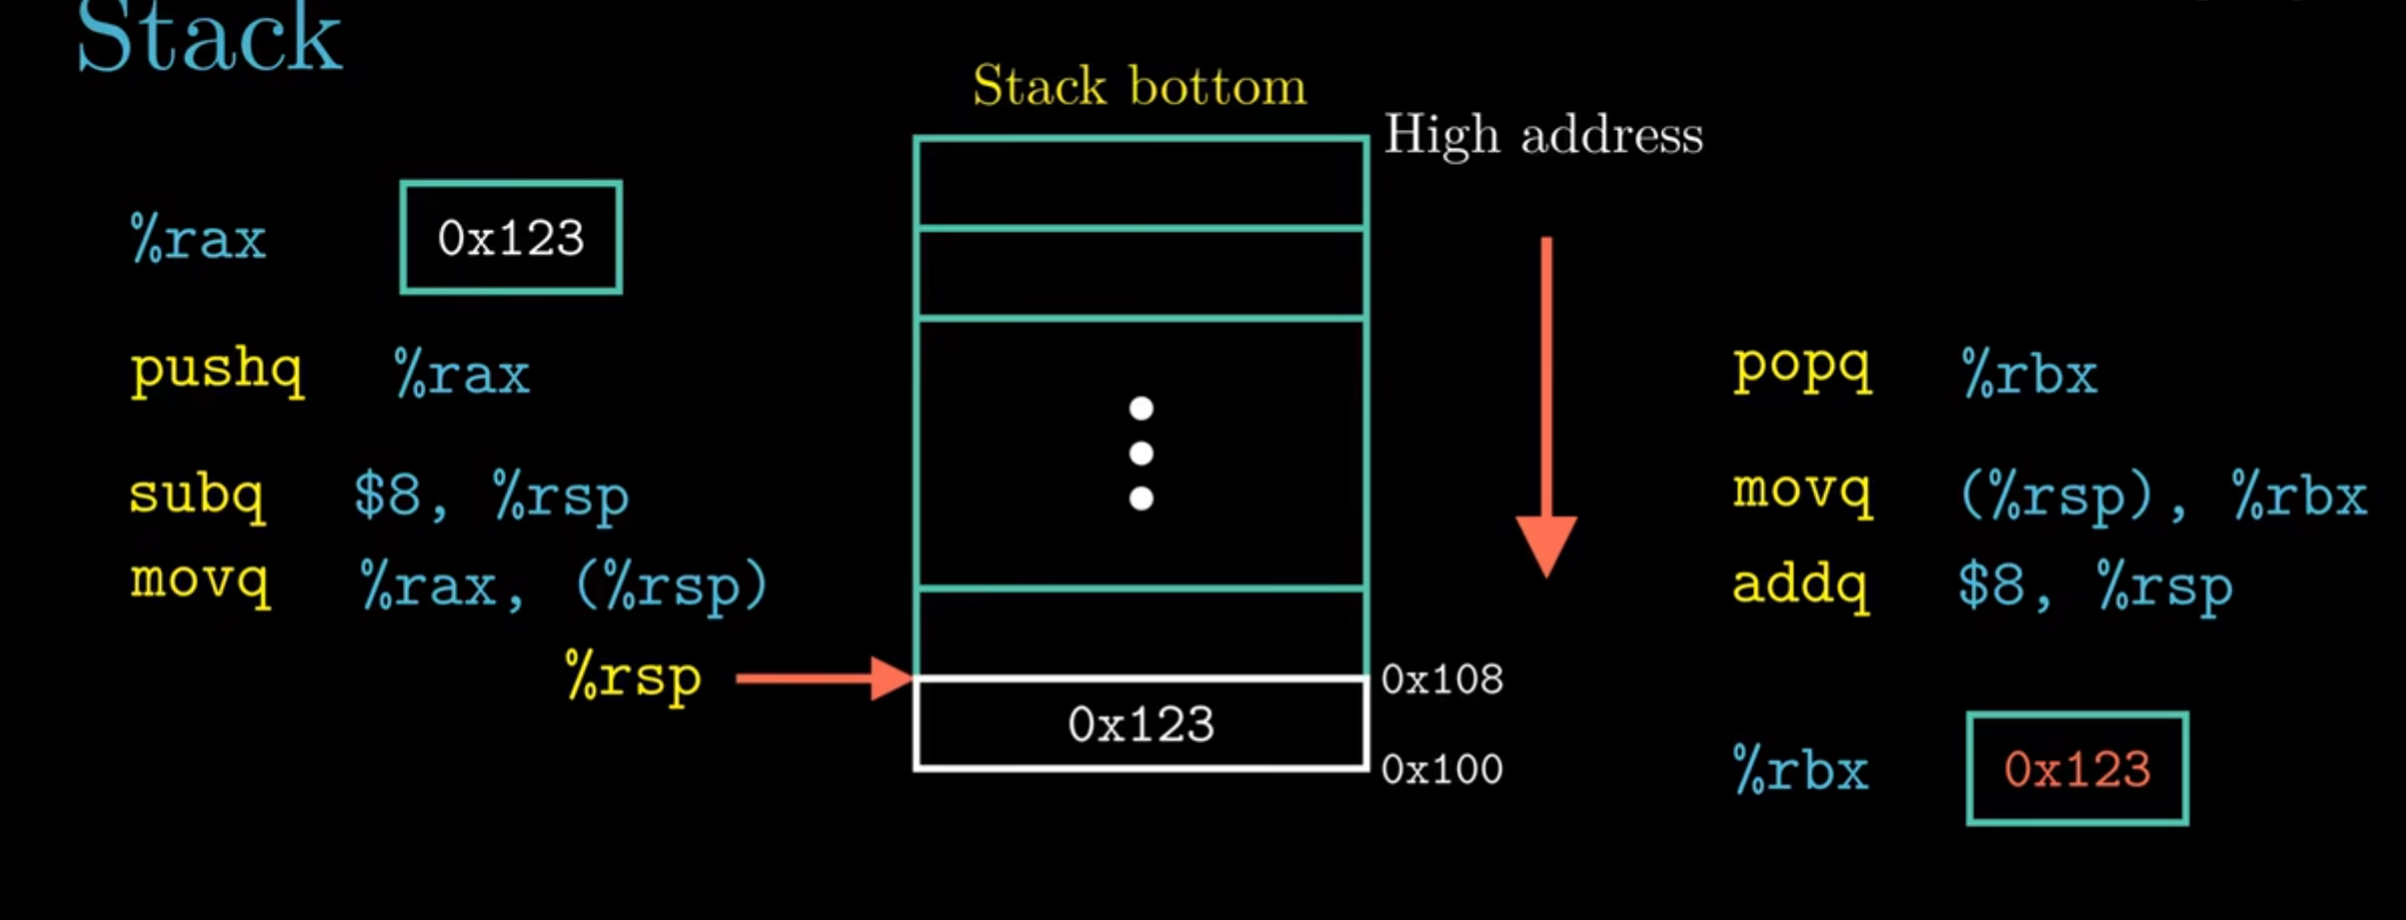 Stack
Stack bottom
High address
%rax 0x123
pushq %rax
subq $8, %rsp
movq %rax, (%rsp)
%rsp
0x108
0x123
0x100
popq %rbx
movq (%rsp), %rbx
addq $8, %rsp
%rbx 0x123